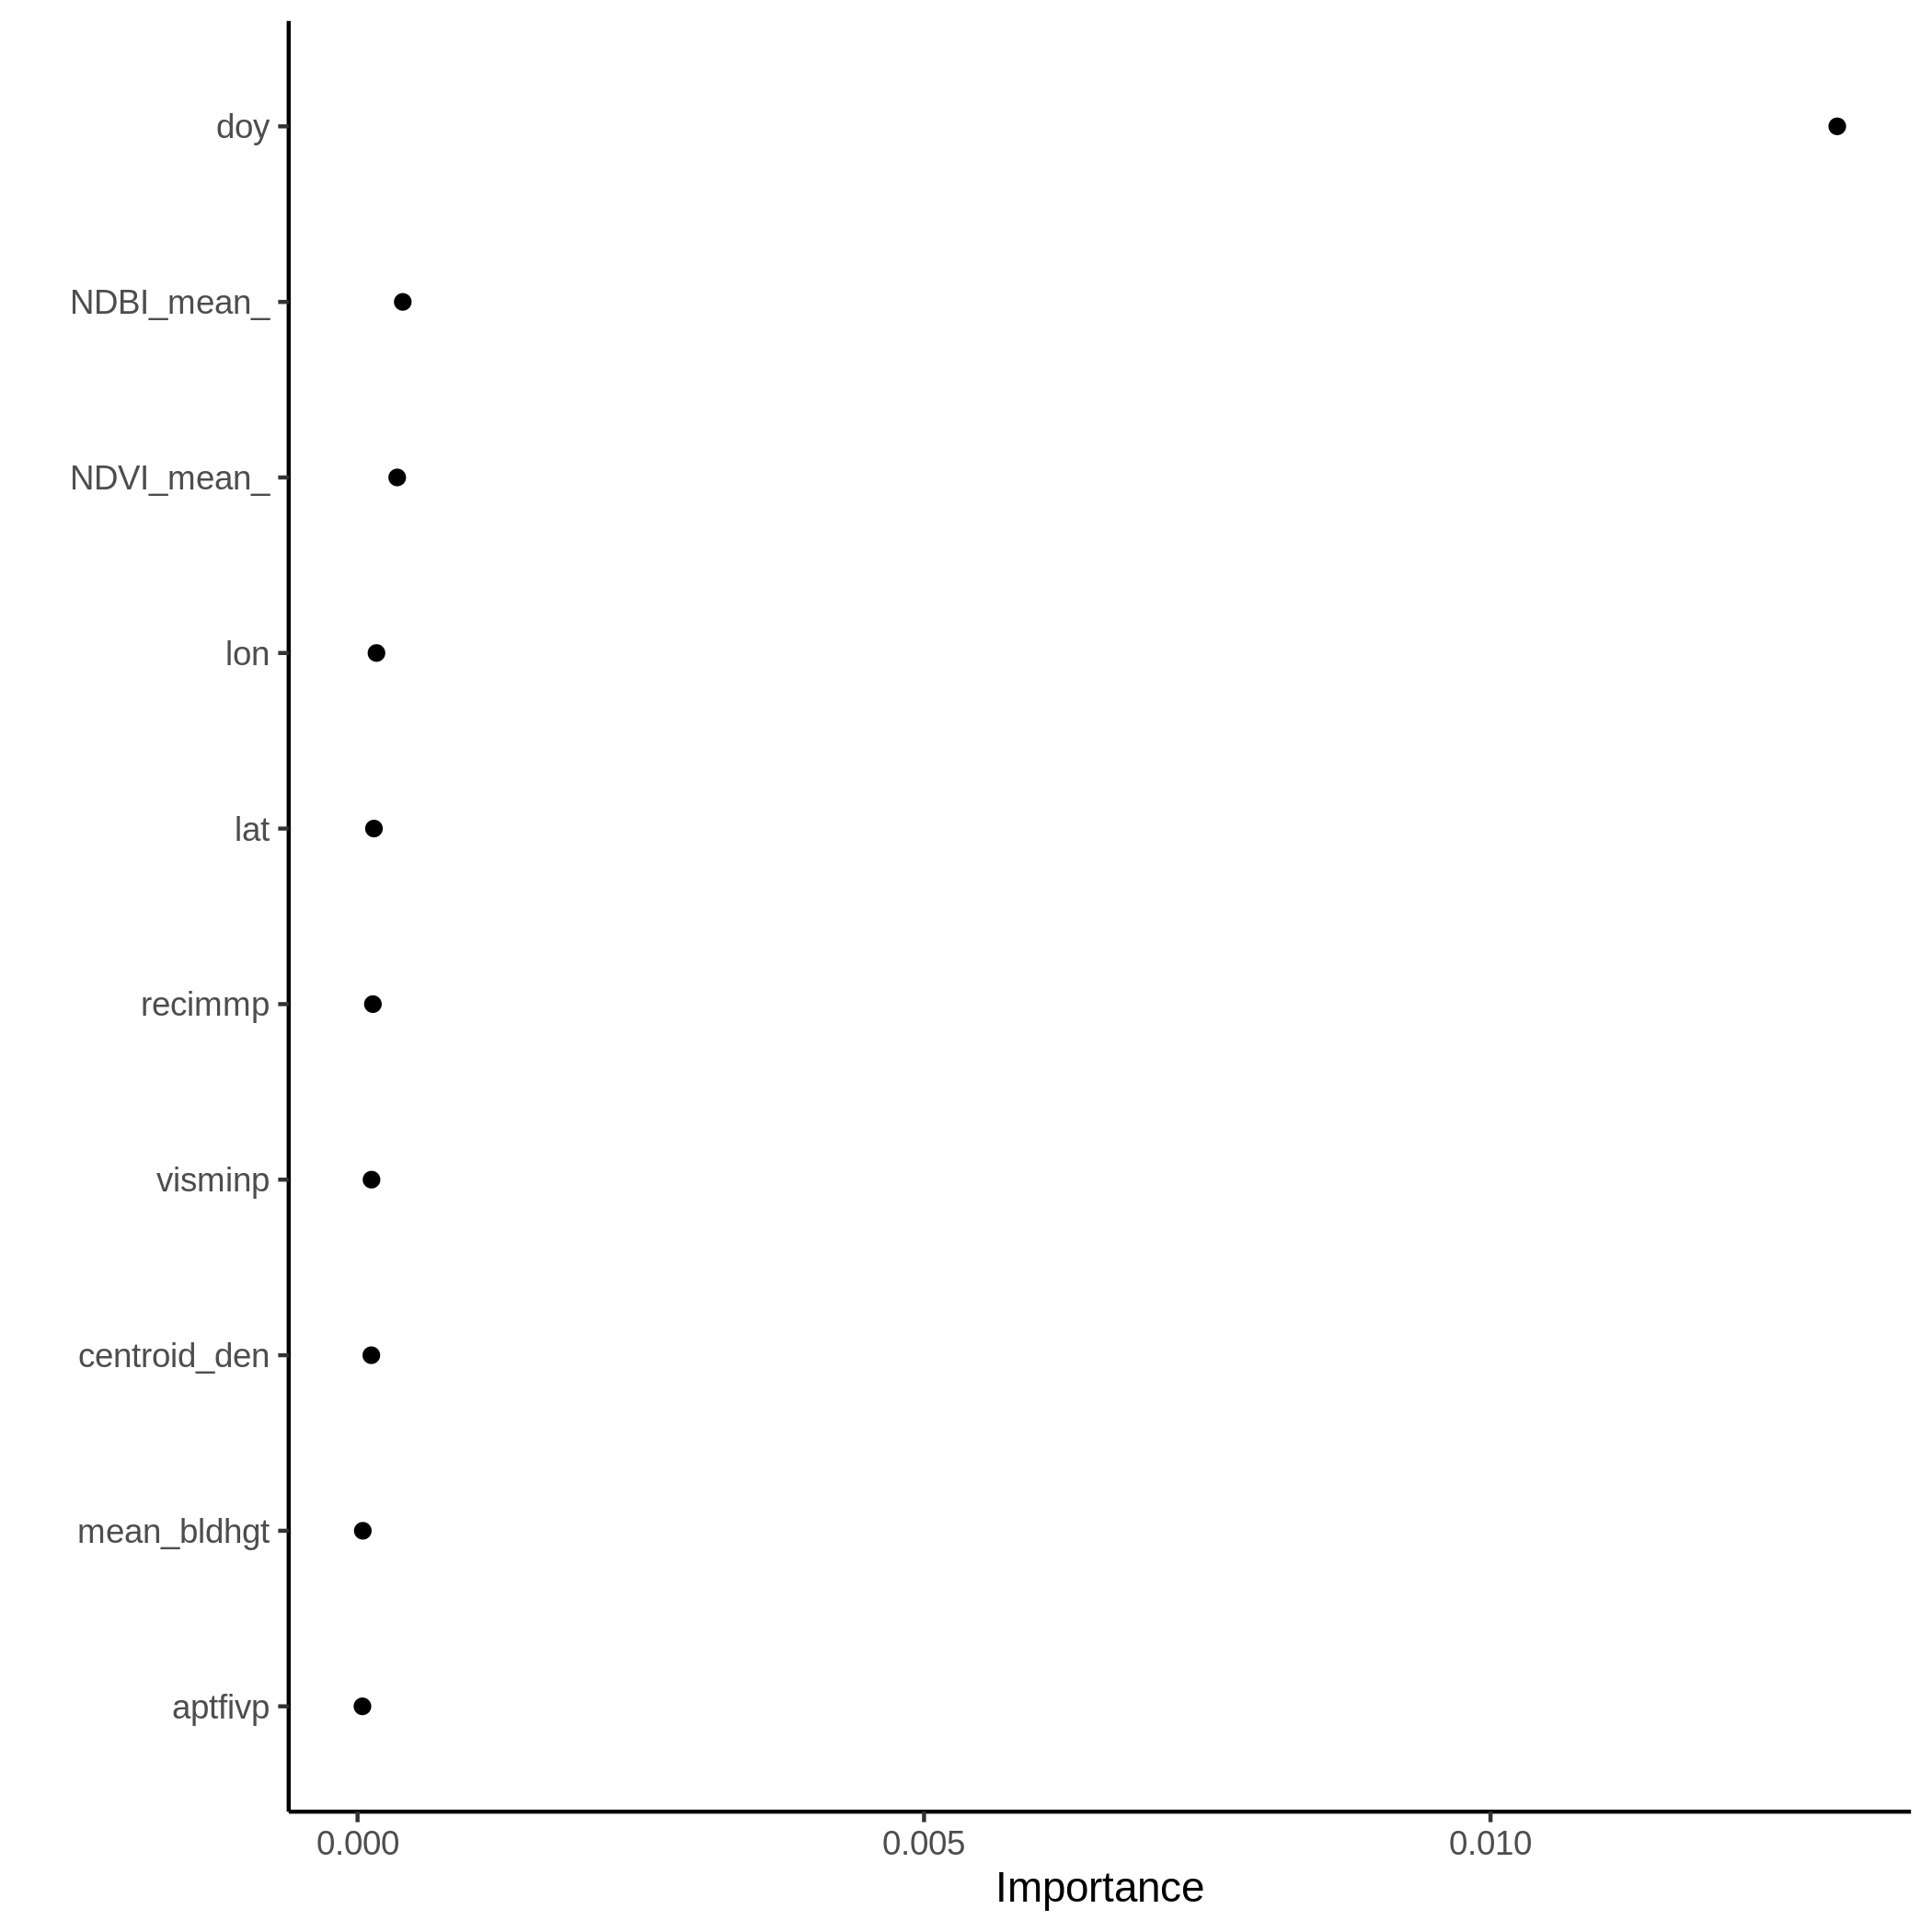 doy
NDBI_mean_
NDVI_mean_
lon
lat
recimmp
visminp
centroid_den
mean_bldhgt
aptfivp
0.000 0.005 0.010
Importance